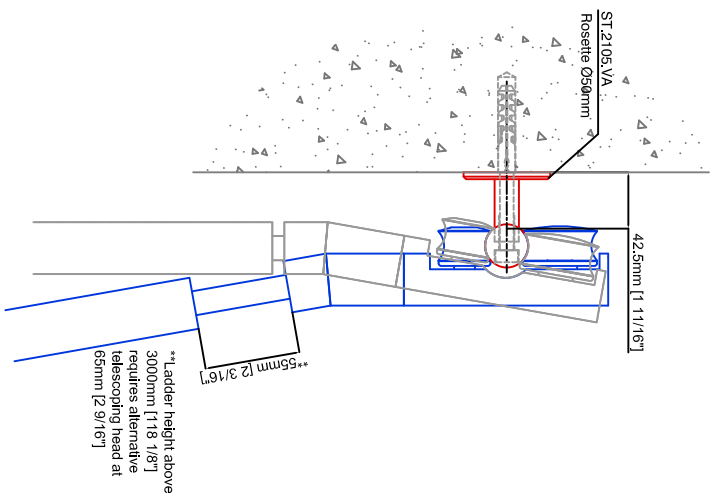 ST.2105.VA
Rosette Ø50mm
42.5mm [1 11/16"]
**55mm [2 3/16"]
**Ladder height above
3000mm [118 1/8"]
requires alternative
telescoping head at
65mm [2 9/16"]